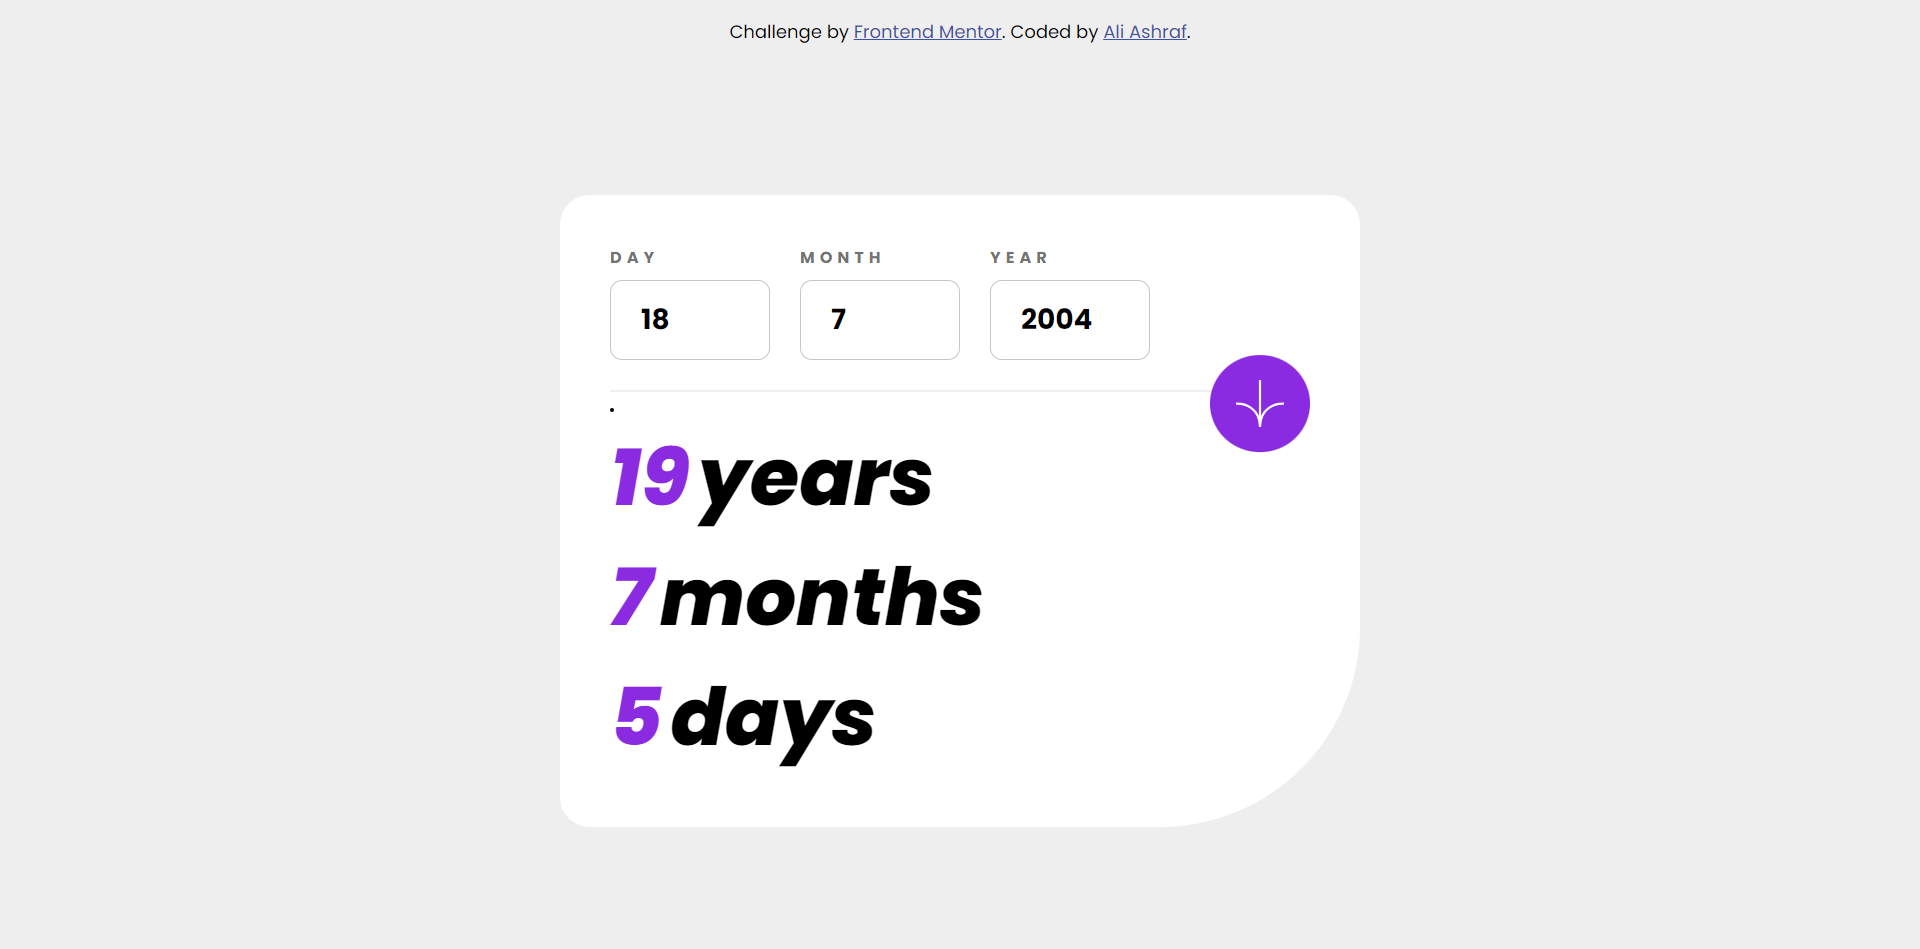 Challenge by Frontend Mentor. Coded by Ali Ashraf.
DAY MONTH YEAR
18 7 2004
.
19 years
7 months
5 days